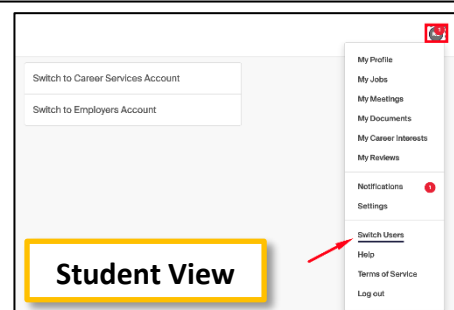 My Profile
Switch to Career Services Account
My Jobs
My Meetings
Switch to Employers Account
My Documents
My Career Interests
My Reviews
Notifications 1
Settings
Switch Users
Help
Student View
Terms of Service
Log out